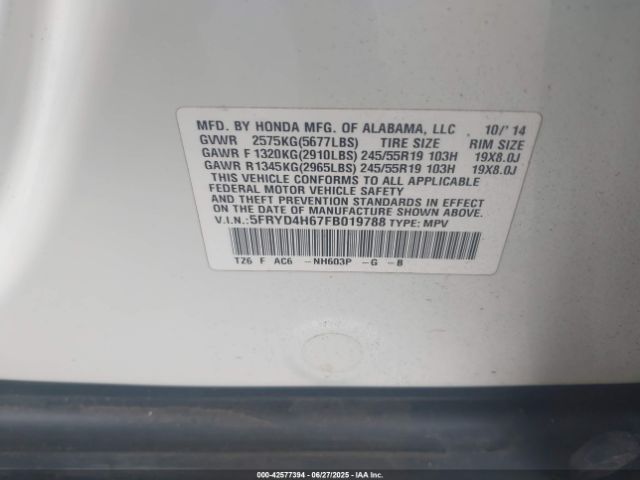 MFD. BY HONDA MFG. OF ALABAMA, LLC 10/'14
GVWR 2575KG(5677LBS) TIRE SIZE RIM SIZE
GAWR F 1320KG(2910LBS) 245/55R19 103H 19X8.0J
GAWR R1345KG(2965LBS) 245/55R19 103H 19X8.0J
THIS VEHICLE CONFORMS TO ALL APPLICABLE
FEDERAL MOTOR VEHICLE SAFETY
AND THEFT PREVENTION STANDARDS IN EFFECT
ON THE DATE OF MANUFACTURE SHOWN ABOVE.
V.I.N.: 5FRYD4H67FB019788 TYPE: MPV
TZ6 F AC6 -NH603P -G -B
000-42577394 - 06/27/2025 - IAA Inc.